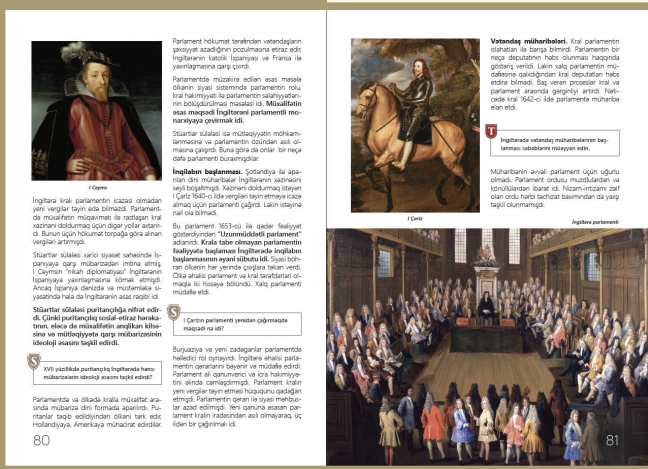 I Ceyms
İngiltərə kralı parlamentin icazəsi olmadan
yeni vergilər təyin edə bilməzdi. Parlament-
də müxalifətin müqaviməti ilə rastlaşan kral
xəzinəni doldurmaq üçün digər yollar axtarır-
dı. Bunun üçün hökumət torpağa görə alınan
vergiləri artırmışdı.
Stüartlar sülaləsi xarici siyasət sahəsində İs-
paniyaya qarşı mübarizədən imtina etmiş,
I Ceymsin "nikah diplomatiyası" İngiltərənin
İspaniyaya yaxınlaşmasına kömək etmişdi.
Ancaq İspaniya dənizdə və müstəmləkə si-
yasətində hələ də İngiltərənin əsas rəqibi idi.
Stüartlar sülaləsi puritançılığa nifrət edir-
di. Çünki puritançılıq sosial-etiraz hərəka-
tının, eləcə də müxalifətin anqlikan kilsə-
sinə və mütləqiyyətə qarşı mübarizəsinin
ideoloji əsasını təşkil edirdi.
S
XVII yüzillikdə puritançılıq İngiltərədə hansı
mübarizələrin ideoloji əsasını təşkil edirdi?
Parlamentdə və ölkədə kralla müxalifət ara-
sında mübarizə dini formada aparılırdı. Pu-
ritanlar təqib edildiyindən ölkəni tərk edir,
Hollandiyaya, Amerikaya mühacirət edirdilər.
80
Parlament hökumət tərəfindən vətəndaşların
şəxsiyyət azadlığının pozulmasına etiraz edir,
İngiltərənin katolik İspaniyası və Fransa ilə
yaxınlaşmasına qarşı çıxırdı.
Parlamentdə müzakirə edilən əsas məsələ
ölkənin siyasi sistemində parlamentin rolu,
kral hakimiyyəti ilə parlamentin səlahiyyətləri-
nin bölüşdürülməsi məsələsi idi. Müxalifətin
əsas məqsədi İngiltərəni parlamentli mo-
narxiyaya çevirmək idi.
Stüartlar sülaləsi isə mütləqiyyətin möhkəm-
lənməsinə və parlamentin özündən asılı ol-
masına çalışırdı. Buna görə də onlar bir neçə
dəfə parlamenti buraxmışdılar.
İnqilabın başlanması. Şotlandiya ilə apa-
rılan dini müharibələr İngiltərənin xəzinəsini
xeyli boşaltmışdı. Xəzinəni doldurmaq istəyən
I Çarlz 1640-cı ildə vergiləri təyin etməyə icazə
almaq üçün parlamenti çağırdı. Lakin istəyinə
nail ola bilmədi.
Bu parlament 1653-cü ilə qədər fəaliyyət
göstərdiyindən "Uzunmüddətli parlament"
adlanırdı. Krala tabe olmayan parlamentin
fəaliyyətə başlaması İngiltərədə inqilabın
başlanmasının əyani sübutu idi. Siyasi böh-
ran ölkənin hər yerində çıxışlara təkan verdi.
Ölkə əhalisi parlament və kral tərəfdarları ol-
maqla iki hissəyə bölündü. Xalq parlamenti
müdafiə etdi.
S
I Çarlzın parlamenti yenidən çağırmaqda
məqsədi nə idi?
Burjuaziya və yeni zadəganlar parlamentdə
həlledici rol oynayırdı. İngiltərə əhalisi parla-
mentin qərarlarını bəyənir və müdafiə edirdi.
Parlament ali qanunverici və icra hakimiyyə-
tini əlində cəmləşdirmişdi. Parlament kralın
yeni vergilər təyin etməsi hüququnu qadağan
etmişdi. Parlamentin qərarı ilə siyasi məhbus-
lar azad edilmişdi. Yeni qanuna əsasən par-
lament kralın iradəsindən asılı olmayaraq, üç
ildən bir çağırılmalı idi.
I Çarlz
Vətəndaş müharibələri. Kral parlamentin
islahatları ilə barışa bilmirdi. Parlamentin bir
neçə deputatının həbs olunması haqqında
göstəriş verildi. Lakin xalq parlamentin mü-
dafiəsinə qalxdığından kral deputatları həbs
etdirə bilmədi. Baş verən proseslər kral və
parlament arasında gərginliyi artırdı. Nəti-
cədə kral 1642-ci ildə parlamentə müharibə
elan etdi.
T
İngiltərədə vətəndaş müharibələrinin baş-
lanması səbəblərini müəyyən edin.
Müharibənin əvvəli parlament üçün uğurlu
olmadı. Parlament ordusu muzdlulardan və
könüllülərdən ibarət idi. Nizam-intizamı zəif
olan ordu hərbi təchizat baxımından da yaxşı
təşkil olunmamışdı.
İngiltərə parlamenti
81